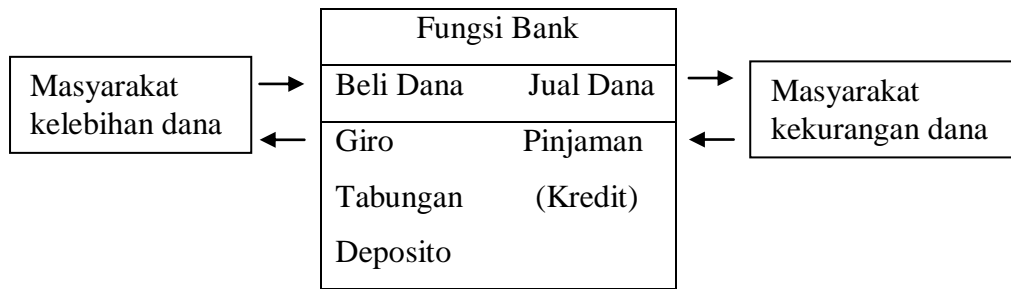 Fungsi Bank
Masyarakat
kelebihan dana
Beli Dana Jual Dana
Giro Pinjaman
Tabungan (Kredit)
Deposito
Masyarakat
kekurangan dana